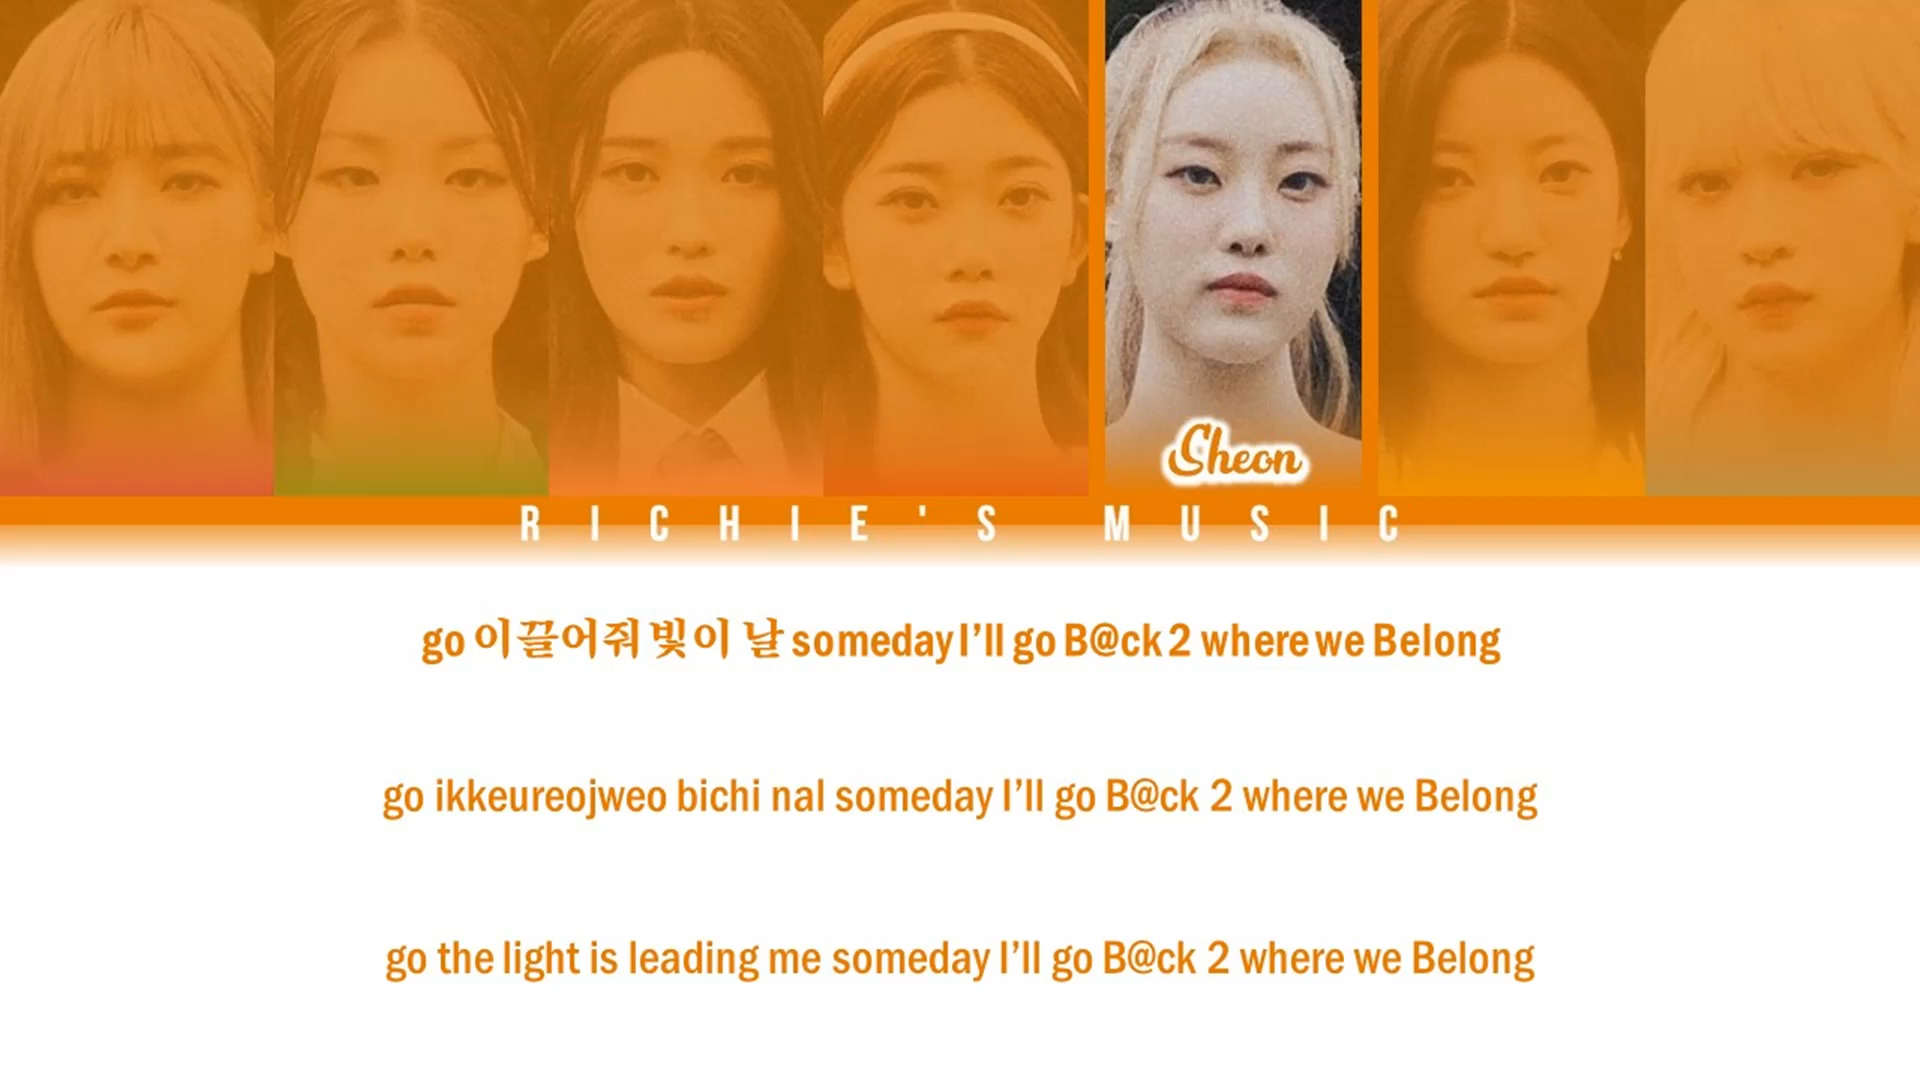 Sheon
RICHIE'S MUSIC
go 이끌어줘 빛이 날 someday I’ll go B@ck 2 where we Belong
go ikkeureojweo bichi nal someday I’ll go B@ck 2 where we Belong
go the light is leading me someday I’ll go B@ck 2 where we Belong